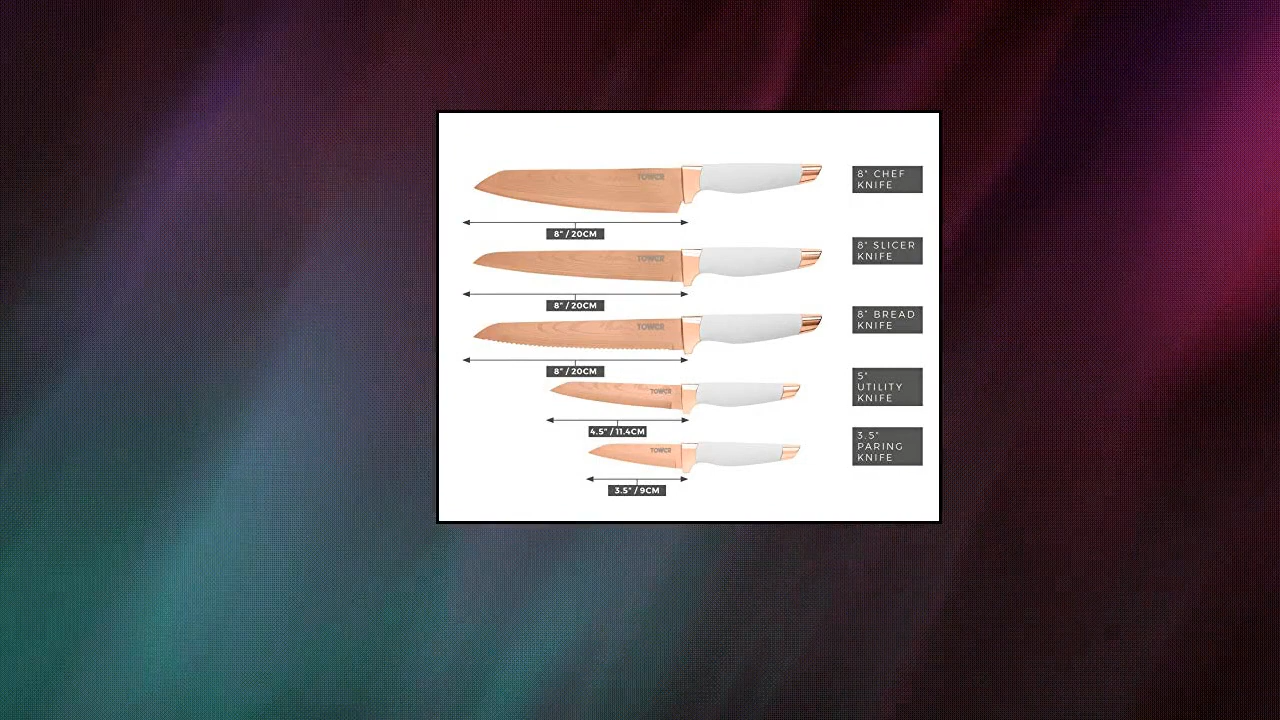 TOWER
8" CHEF
KNIFE
8" / 20CM
TOWER
8" SLICER
KNIFE
8" / 20CM
TOWER
8" BREAD
KNIFE
8" / 20CM
TOWER
5"
UTILITY
KNIFE
4.5" / 11.4CM
TOWER
3.5"
PARING
KNIFE
3.5" / 9CM